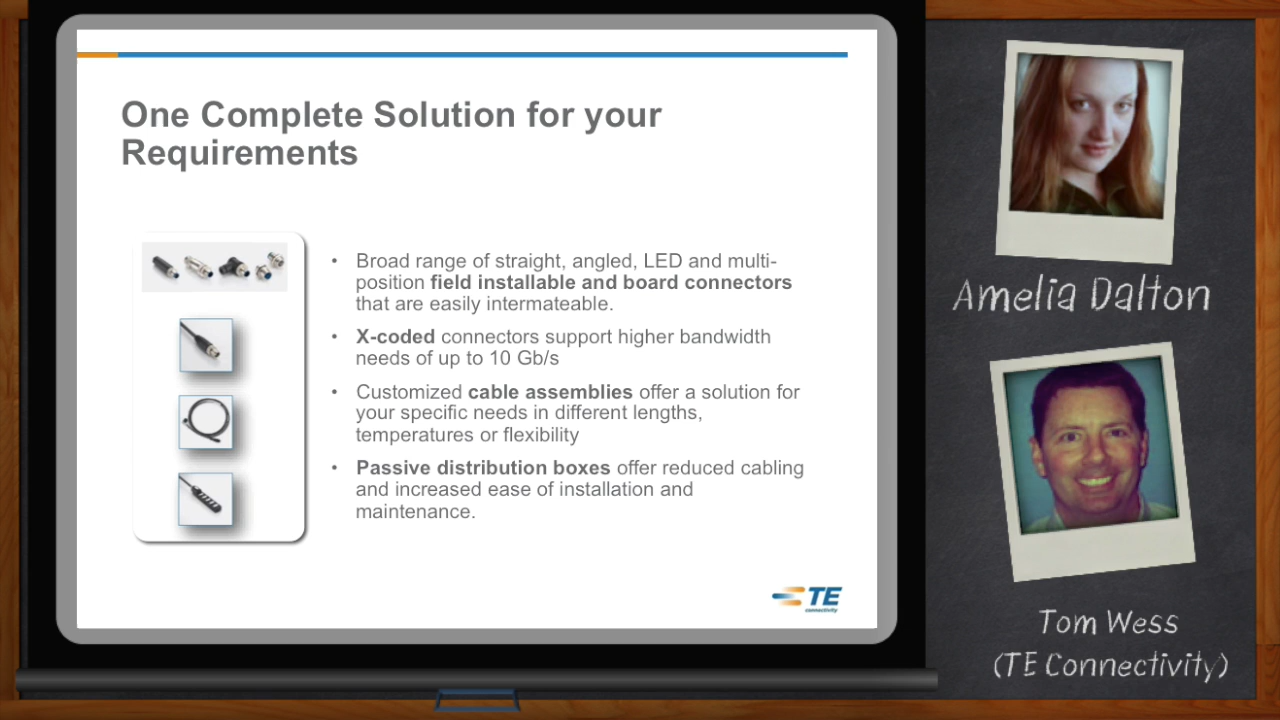 One Complete Solution for your
Requirements
• Broad range of straight, angled, LED and multi-
position field installable and board connectors
that are easily intermateable.
• X-coded connectors support higher bandwidth
needs of up to 10 Gb/s
• Customized cable assemblies offer a solution for
your specific needs in different lengths,
temperatures or flexibility
• Passive distribution boxes offer reduced cabling
and increased ease of installation and
maintenance.
TE
connectivity
Amelia Dalton
Tom Wess
(TE Connectivity)